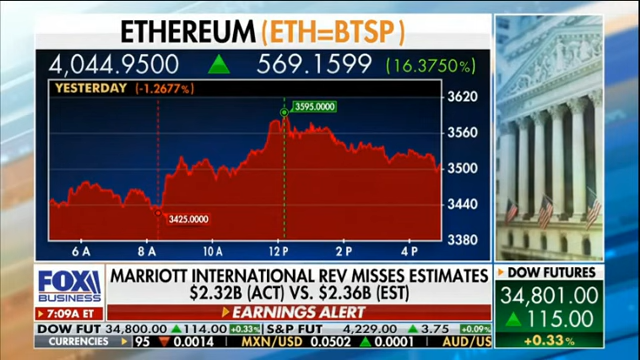 ETHEREUM (ETH=BTSP)
4,044.9500 ▲ 569.1599 (16.3750%)
YESTERDAY (-1.2677%)
3595.0000
3425.0000
3620
3560
3500
3440
3380
6 A 8 A 10 A 12 P 2 P 4 P
FOX
BUSINESS
7:09A ET
MARRIOTT INTERNATIONAL REV MISSES ESTIMATES
$2.32B (ACT) VS. $2.36B (EST)
EARNINGS ALERT
DOW FUTURES
34,801.00
▲ 115.00
+0.33%
DOW FUT 34,800.00 ▲ 114.00 +0.33% S&P FUT 4,229.00 ▲ 3.75 +0.09%
CURRENCIES 95 ▼ 0.0014 MXN/USD 0.0502 ▲ 0.0001 AUD/US